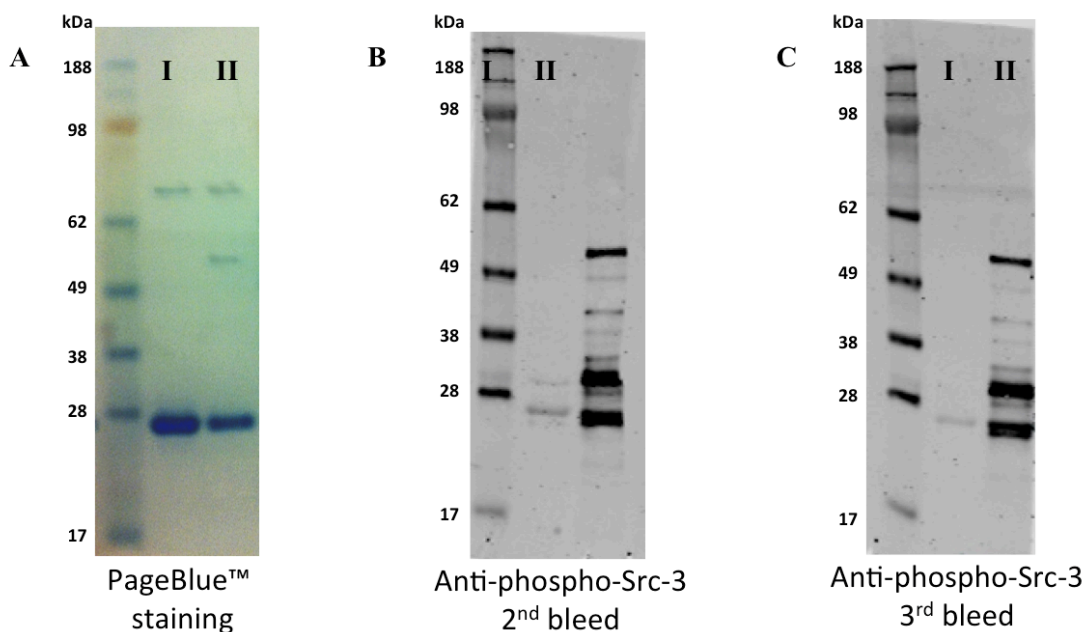 A
kDa
188
98
62
49
38
28
17
I II
PageBlue™
staining
B
kDa
188
98
62
49
38
28
17
I II
Anti-phospho-Src-3
2nd bleed
C
kDa
188
98
62
49
38
28
17
I II
Anti-phospho-Src-3
3rd bleed